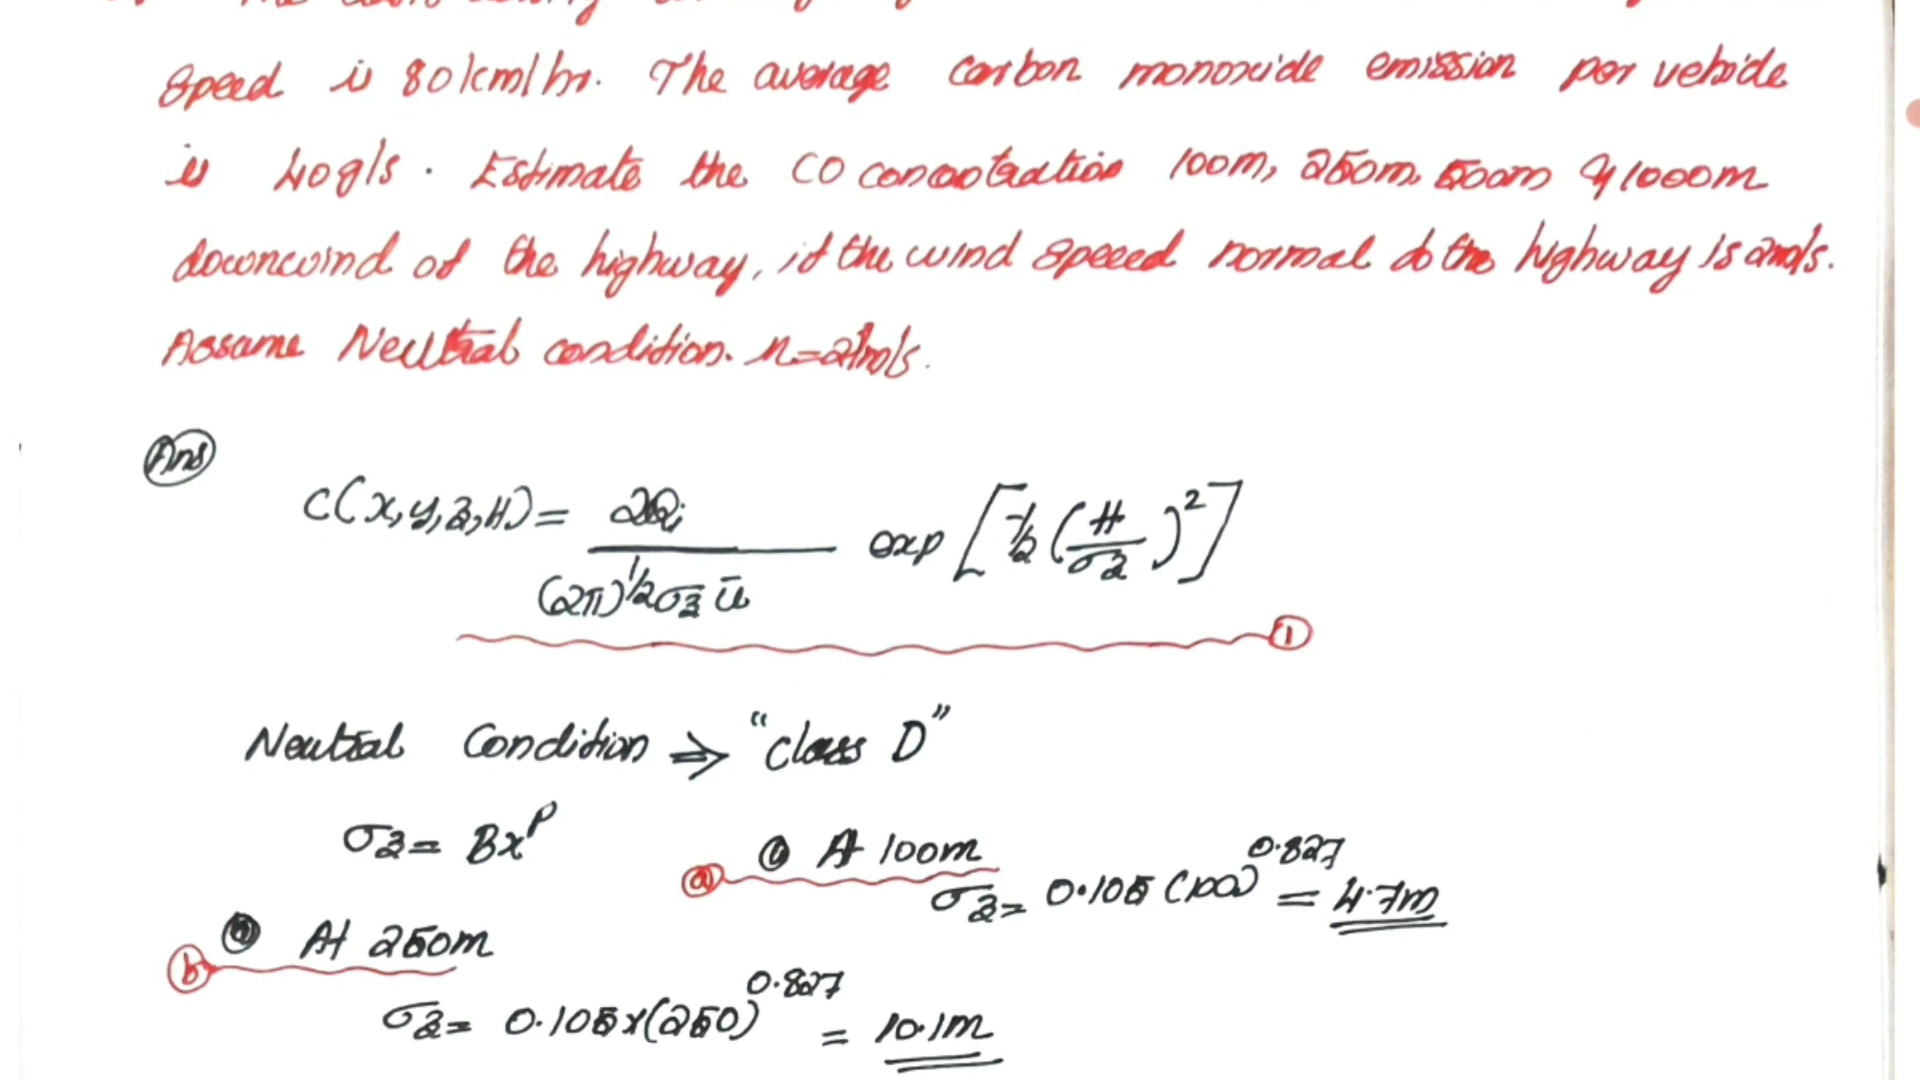 Speed is 80km/hr. The average carbon monoxide emission per vehicle
is 40g/s. Estimate the CO concentration 100m, 250m, 500m & 1000m
downwind of the highway, if the wind speed normal to the highway is 2m/s.
Assume Neutral condition.
Ans
C(x,y,z,H) = 2Qi / (2π)^1/2 σz ū exp [-1/2 (H/σz)^2]
1
Neutral Condition ⇒ "class D"
σz = Bx^P
a A 100m
σz = 0.105 (100)^0.827 = 4.7m
b At 250m
σz = 0.105x(250)^0.827 = 10.1m